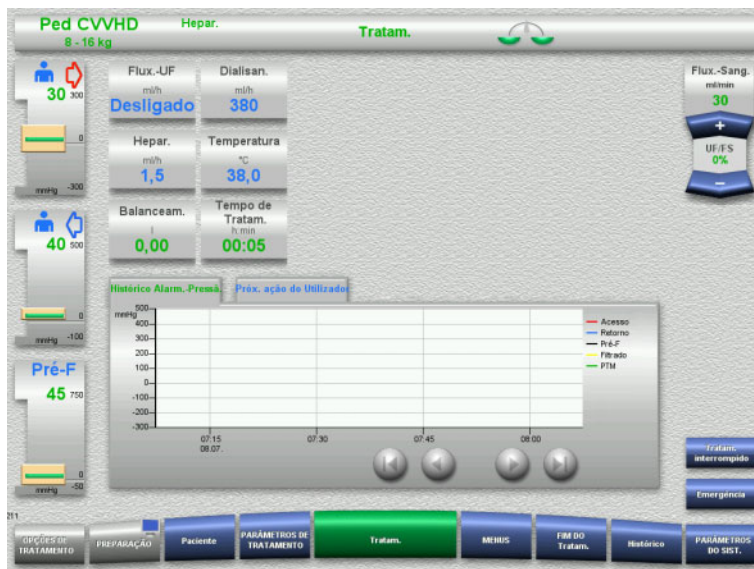 Ped CVVHD
Hepar.
Tratam.
8 - 16 kg
30
300
0
mmHg
-300
Flux.-UF
ml/h
Desligado
Dialisan.
ml/h
380
Hepar.
ml/h
1,5
Temperatura
°C
38,0
Balanceam.
l
0,00
Tempo de
Tratam.
h:min
00:05
Flux.-Sang.
ml/min
30
+
UF/FS
0%
−
40
500
0
mmHg
-100
Pré-F
45
750
0
mmHg
-50
Histórico Alarm.-Pressã.
Próx. ação do Utilizador
mmHg
500
400
300
200
100
0
-100
-200
-300
07:15
08.07.
07:30
07:45
08:00
Acesso
Retorno
Pré-F
Filtrado
PTM
Tratam.
interrompido
Emergência
211
OPÇÕES DE
TRATAMENTO
PREPARAÇÃO
Paciente
PARÂMETROS DE
TRATAMENTO
Tratam.
MENUS
FIM DO
Tratam.
Histórico
PARÂMETROS
DO SIST.